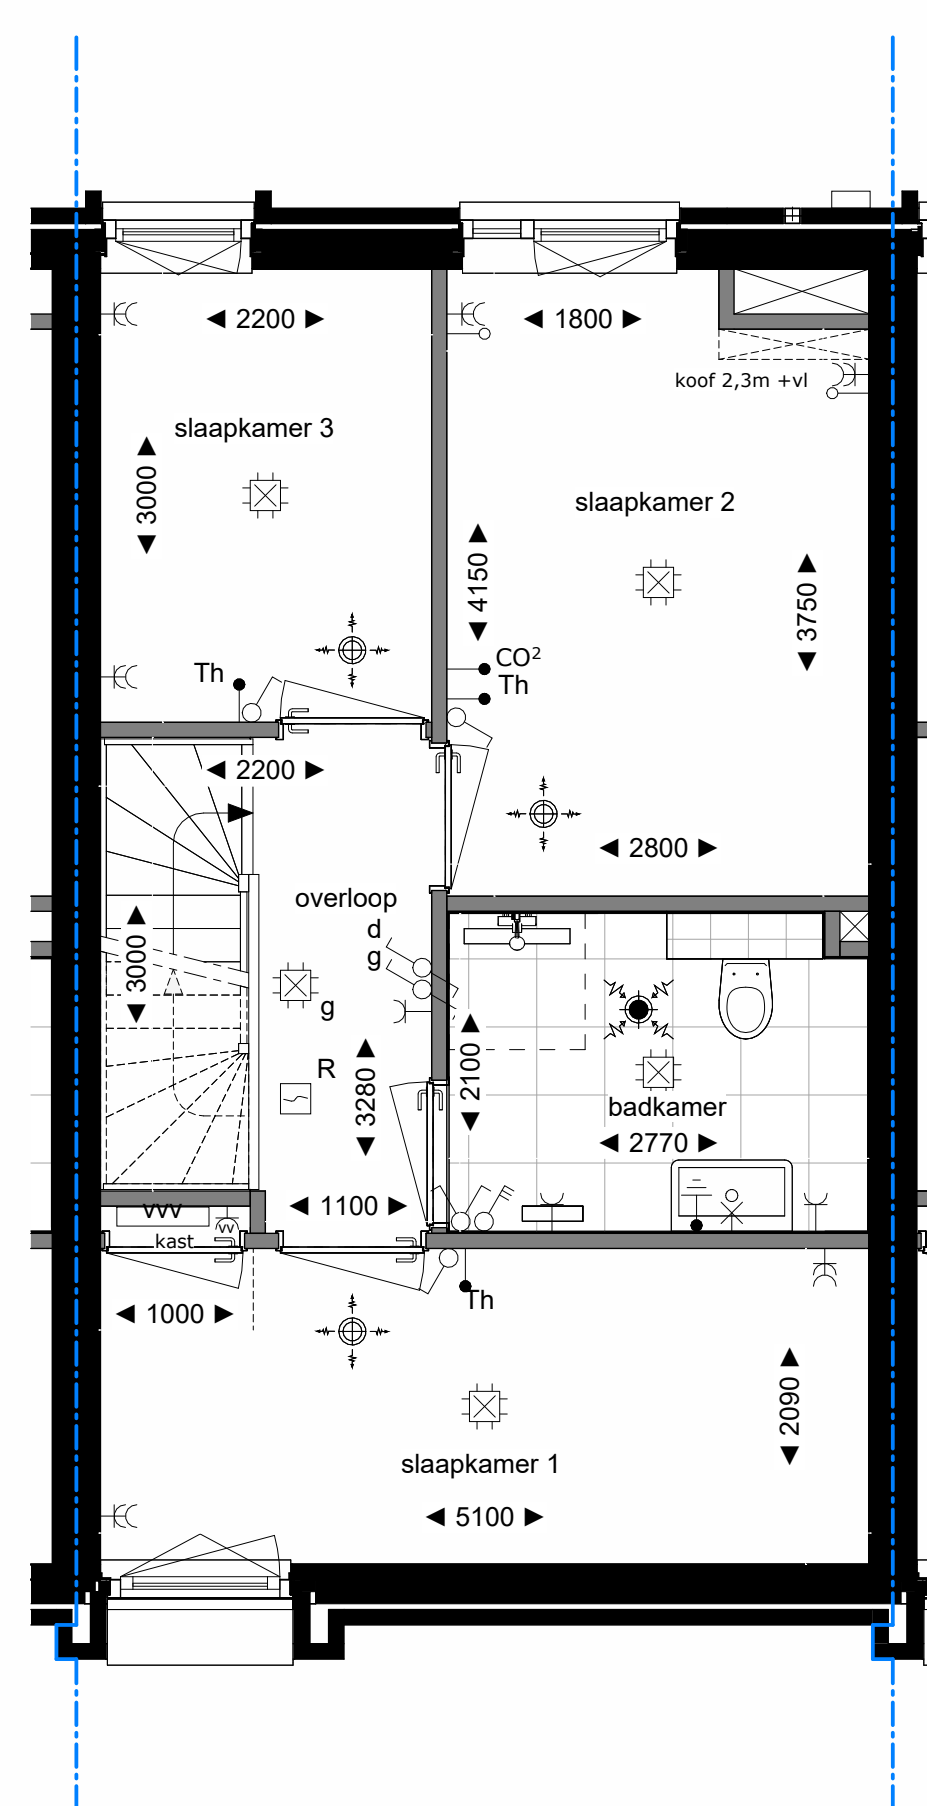 2200
1800
koof 2,3m +vl
slaapkamer 3
3000
slaapkamer 2
4150
3750
CO²
Th
Th
2200
2800
overloop
d
g
3000
g
R
3280
2100
badkamer
2770
1100
VVV
VV
kast
1000
Th
2090
slaapkamer 1
5100